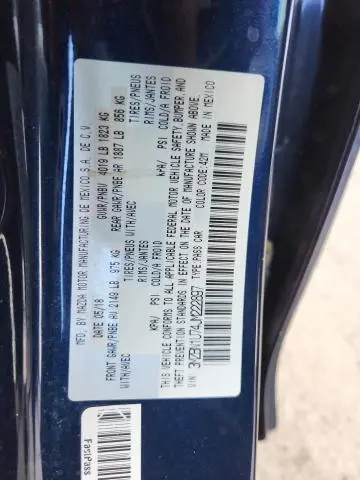 MFD. BY MAZDA MOTOR MANUFACTURING DE MEXICO S.A. DE C.V.
DATE 05/18 GVWR/PNBV 4019 LB 1823 KG
FRONT GAWR/PNBE AV 2149 LB 975 KG REAR GAWR/PNBE AR 1887 LB 856 KG
WITH/AVEC TIRES/PNEUS WITH/AVEC TIRES/PNEUS
RIMS/JANTES RIMS/JANTES
KPA/ PSI COLD/A FROID KPA/ PSI COLD/A FROID
THIS VEHICLE CONFORMS TO ALL APPLICABLE FEDERAL MOTOR VEHICLE SAFETY, BUMPER, AND
THEFT PREVENTION STANDARDS IN EFFECT ON THE DATE OF MANUFACTURE SHOWN ABOVE.
VIN: TYPE:PASS CAR COLOR CODE:42M MADE IN MEXICO
FastPass